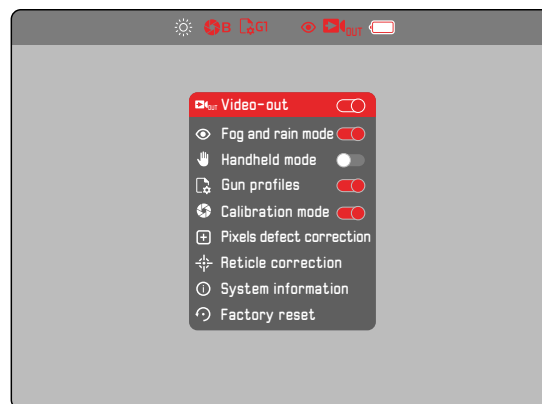 B G1 OUT
OUT Video-out
Fog and rain mode
Handheld mode
Gun profiles
Calibration mode
Pixels defect correction
Reticle correction
System information
Factory reset